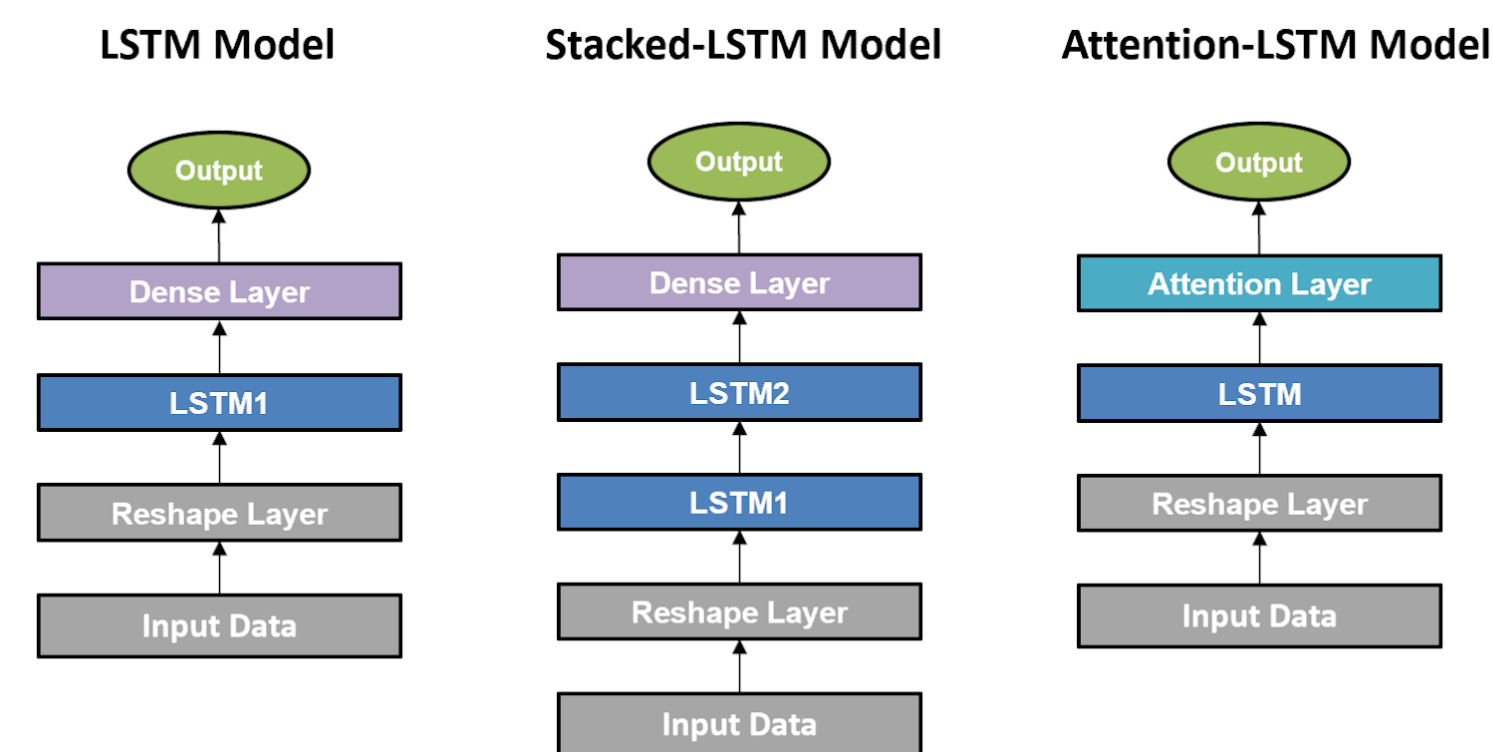 LSTM Model
Output
Dense Layer
LSTM1
Reshape Layer
Input Data
Stacked-LSTM Model
Output
Dense Layer
LSTM2
LSTM1
Reshape Layer
Input Data
Attention-LSTM Model
Output
Attention Layer
LSTM
Reshape Layer
Input Data